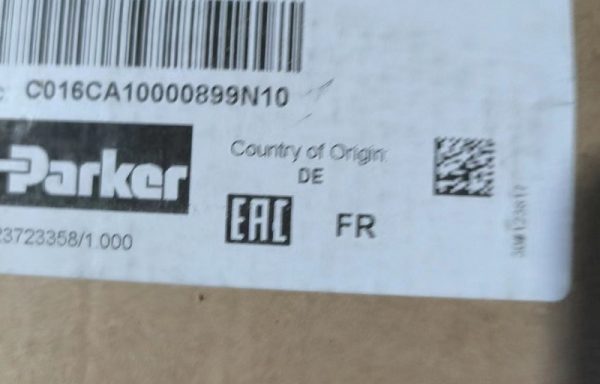 C016CA10000899N10
Parker
Country of Origin:
DE
EAC
FR
23723358/1.000